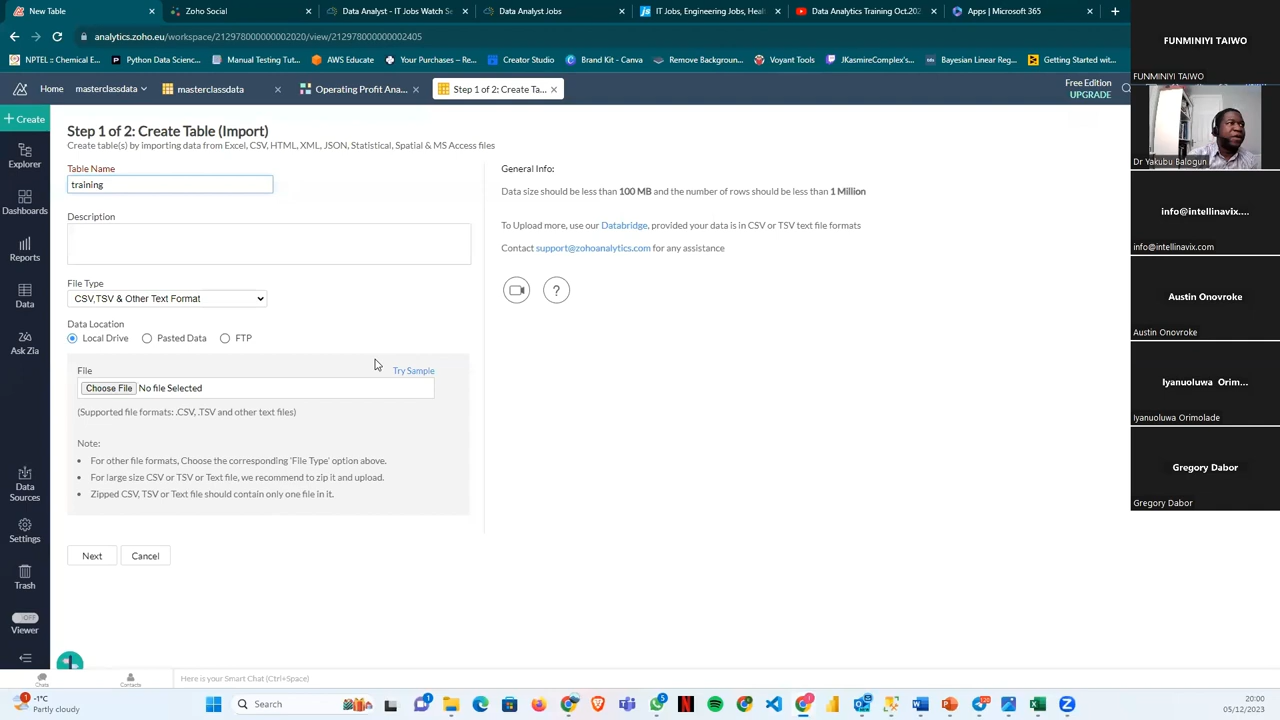 New Table
Zoho Social
Data Analyst - IT Jobs Watch Se
Data Analyst Jobs
IT Jobs, Engineering Jobs, Heal
Data Analytics Training Oct.202
Apps | Microsoft 365
analytics.zoho.eu/workspace/212978000000002020/view/212978000000002405
NPTEL :: Chemical E...
Python Data Scienc...
Manual Testing Tut...
AWS Educate
Your Repositories
Creator Studio
Brand Kit - Canva
Remove Background...
Voyant Tools
JKasmireComplex's...
Bayesian Linear Reg...
Getting Started wit...
Home
masterclassdata
masterclassdata
Operating Profit Ana...
Step 1 of 2: Create Ta...
Free Edition
UPGRADE
Create
Explorer
Dashboards
Reports
Data
Ask Zia
Data
Sources
Settings
Trash
OFF
Viewer
Step 1 of 2: Create Table (Import)
Create table(s) by importing data from Excel, CSV, HTML, XML, JSON, Statistical, Spatial & MS Access files
Table Name
training
Description
File Type
CSV,TSV & Other Text Format
Data Location
Local Drive
Pasted Data
FTP
File
Try Sample
Choose File No file Selected
(Supported file formats: .CSV, .TSV and other text files)
Note:
• For other file formats, Choose the corresponding 'File Type' option above.
• For large size CSV or TSV or Text file, we recommend to zip it and upload.
• Zipped CSV, TSV or Text file should contain only one file in it.
Next
Cancel
General Info:
Data size should be less than 100 MB and the number of rows should be less than 1 Million
To Upload more, use our Databridge, provided your data is in CSV or TSV text file formats
Contact support@zohoanalytics.com for any assistance
?
FUNMINIYI TAIWO
FUNMINIYI TAIWO
Dr Yakubu Balogun
info@intellinavix....
info@intellinavix.com
Austin Onovroke
Austin Onovroke
Iyanuoluwa Orim...
Iyanuoluwa Orimolade
Gregory Dabor
Gregory Dabor
Chats
Contacts
Here is your Smart Chat (Ctrl+Space)
-1°C
Partly cloudy
Search
20:00
05/12/2023